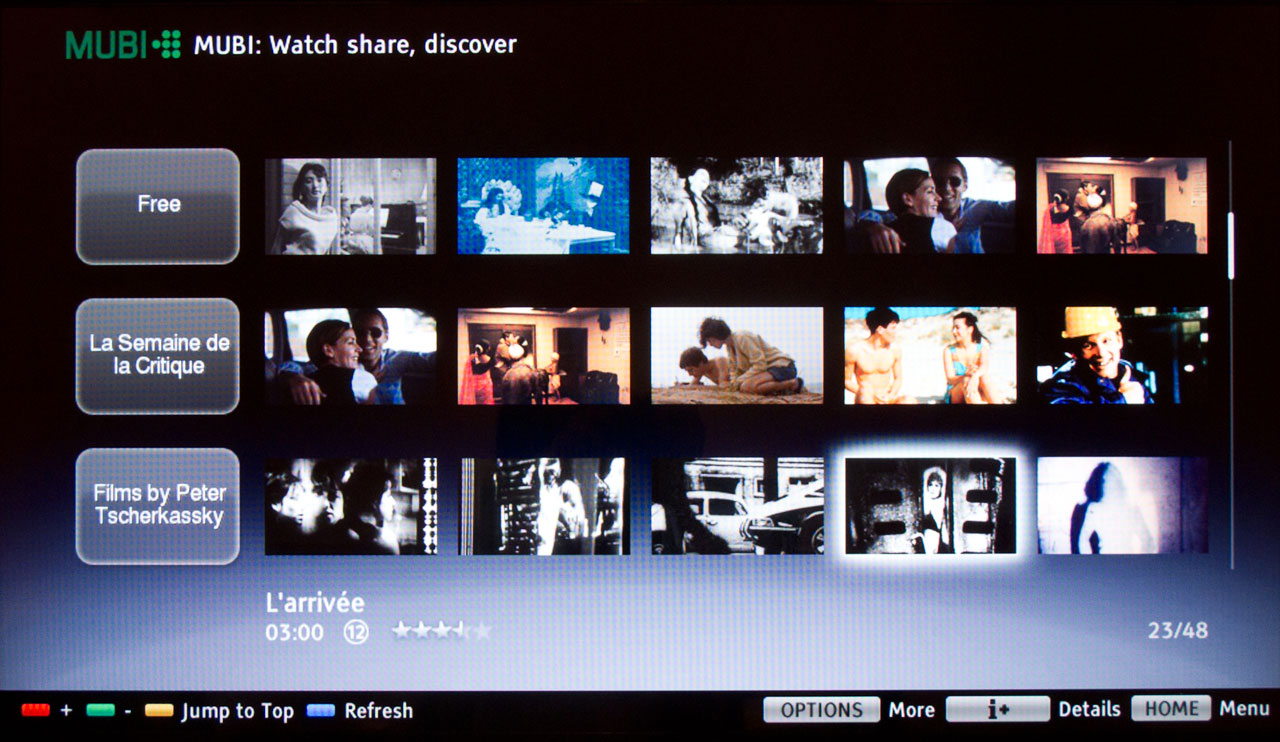 MUBI MUBI: Watch share, discover
Free
La Semaine de
la Critique
Films by Peter
Tscherkassky
L'arrivée
03:00 12
23/48
+ - Jump to Top Refresh OPTIONS More i+ Details HOME Menu